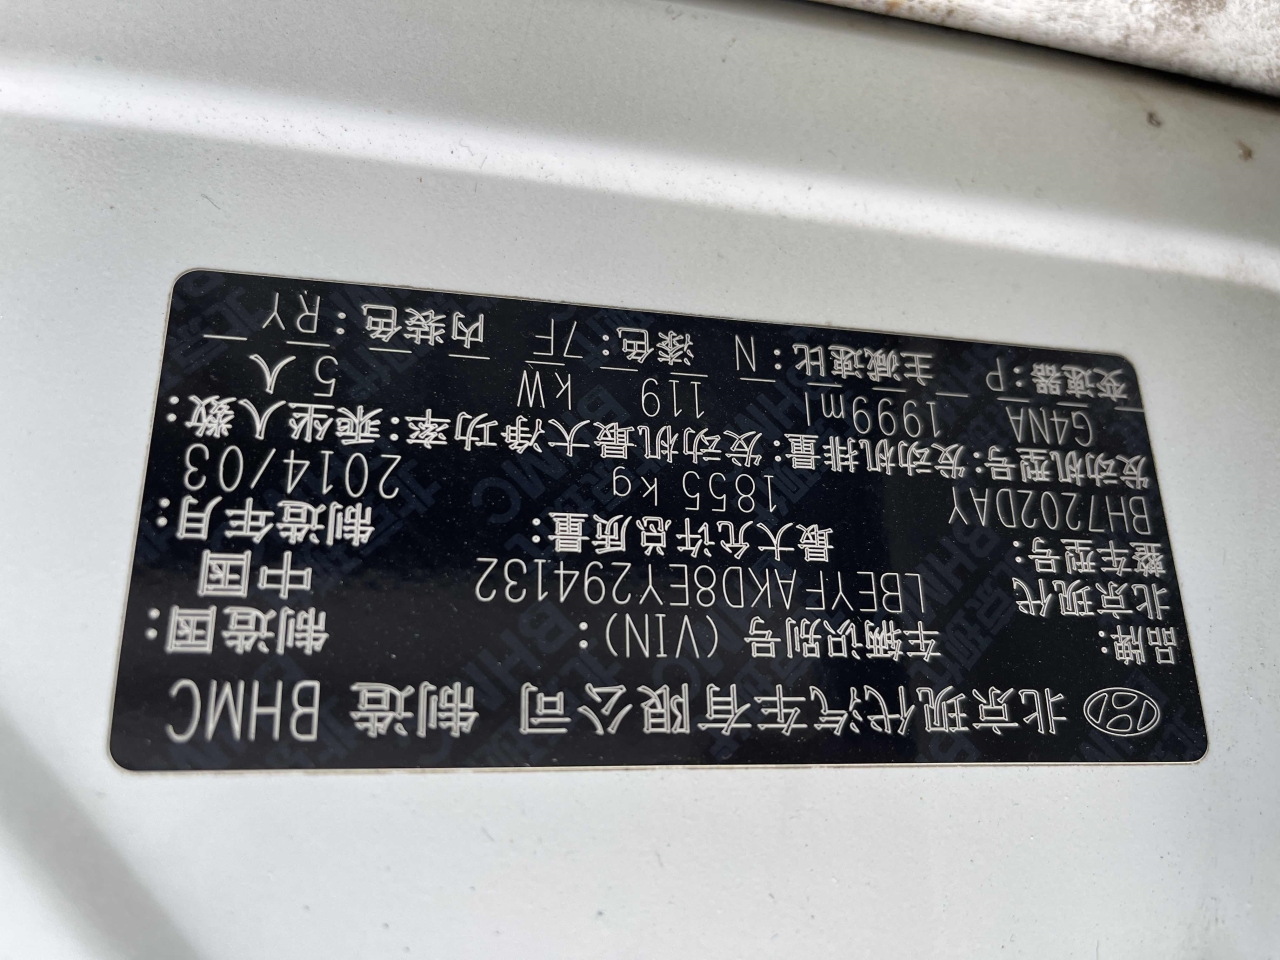 北京现代汽车有限公司 制造 BHMC
品牌: 车辆识别号(VIN): 制造国:
北京现代 LBEYFAKD8EY294132 中国
整车型号: 最大允许总质量: 制造年月:
BH7202DAY 1855kg 2014/03
发动机型号: 发动机排量: 发动机最大净功率: 乘坐人数:
G4NA 1999ml 119 kW 5人
变速器: P 主减速比: N 漆色: 7F 内装色: RY